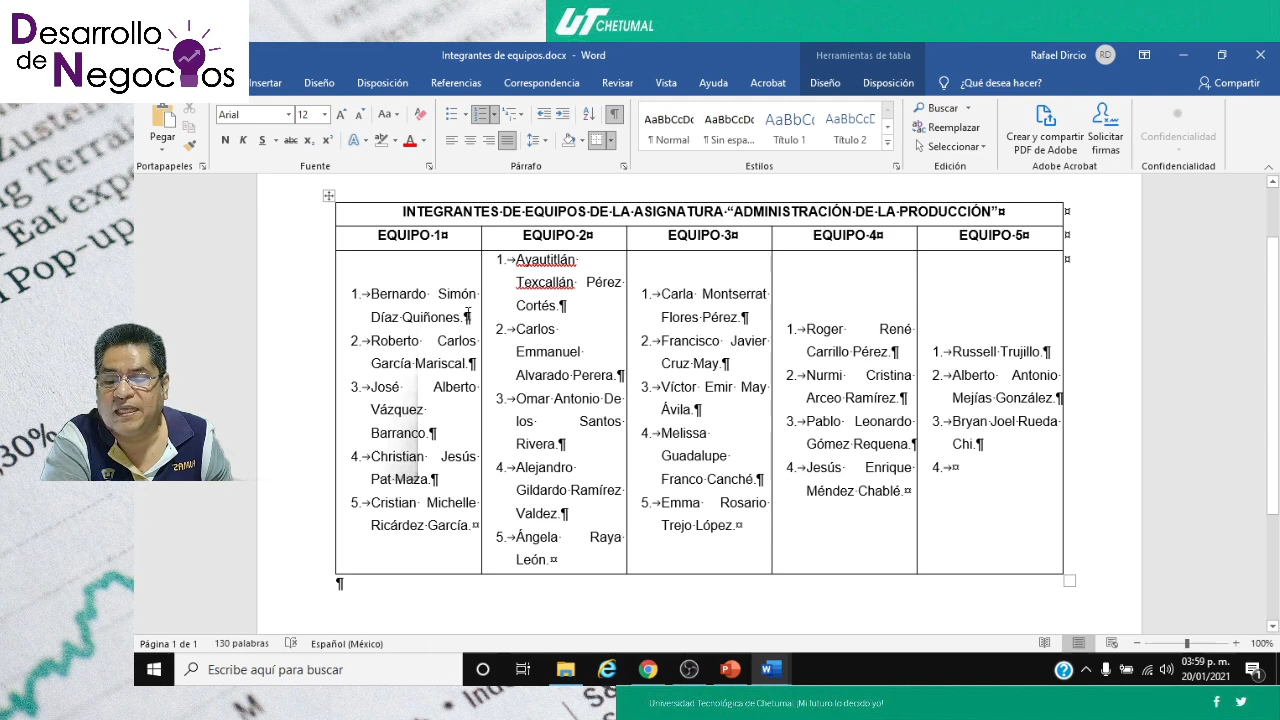 Desarrollo
de Negocios
UT CHETUMAL
Integrantes de equipos.docx - Word
Herramientas de tabla
Rafael Dircio
RD
Insertar
Diseño
Disposición
Referencias
Correspondencia
Revisar
Vista
Ayuda
Acrobat
Diseño
Disposición
¿Qué desea hacer?
Compartir
Pegar
Arial
12
Aa
N K S abc x₂ x²
AaBbCcDc AaBbCcDc AaBbCc AaBbCcD
¶ Normal ¶ Sin espa... Título 1 Título 2
Buscar
Reemplazar
Seleccionar
Crear y compartir
PDF de Adobe
Solicitar
firmas
Confidencialidad
Portapapeles
Fuente
Párrafo
Estilos
Edición
Adobe Acrobat
Confidencialidad
INTEGRANTES·DE·EQUIPOS·DE·LA·ASIGNATURA·“ADMINISTRACIÓN·DE·LA·PRODUCCIÓN”¤
EQUIPO·1¤
EQUIPO·2¤
EQUIPO·3¤
EQUIPO·4¤
EQUIPO·5¤
1.→Bernardo· Simón·
Díaz·Quiñones.¶
2.→Roberto· Carlos·
García·Mariscal.¶
3.→José· Alberto·
Vázquez·
Barranco.¶
4.→Christian· Jesús·
Pat·Maza.¶
5.→Cristian· Michelle·
Ricárdez·García.¤
1.→Ayautitlán·
Texcallán· Pérez·
Cortés.¶
2.→Carlos·
Emmanuel·
Alvarado·Perera.¶
3.→Omar·Antonio·De·
los· Santos·
Rivera.¶
4.→Alejandro·
Gildardo·Ramírez·
Valdez.¶
5.→Ángela· Raya·
León.¤
1.→Carla· Montserrat·
Flores·Pérez.¶
2.→Francisco· Javier·
Cruz·May.¶
3.→Víctor· Emir· May·
Ávila.¶
4.→Melissa·
Guadalupe·
Franco·Canché.¶
5.→Emma· Rosario·
Trejo·López.¤
1.→Roger· René·
Carrillo·Pérez.¶
2.→Nurmi· Cristina·
Arceo·Ramírez.¶
3.→Pablo· Leonardo·
Gómez·Requena.¶
4.→Jesús· Enrique·
Méndez·Chablé.¤
1.→Russell·Trujillo.¶
2.→Alberto· Antonio·
Mejías·González.¶
3.→Bryan·Joel·Rueda·
Chi.¶
4.→¤
¶
Página 1 de 1
130 palabras
Español (México)
100%
Escribe aquí para buscar
03:59 p. m.
20/01/2021
Universidad Tecnológica de Chetumal. ¡Mi futuro lo decido yo!
30%
Pop-up